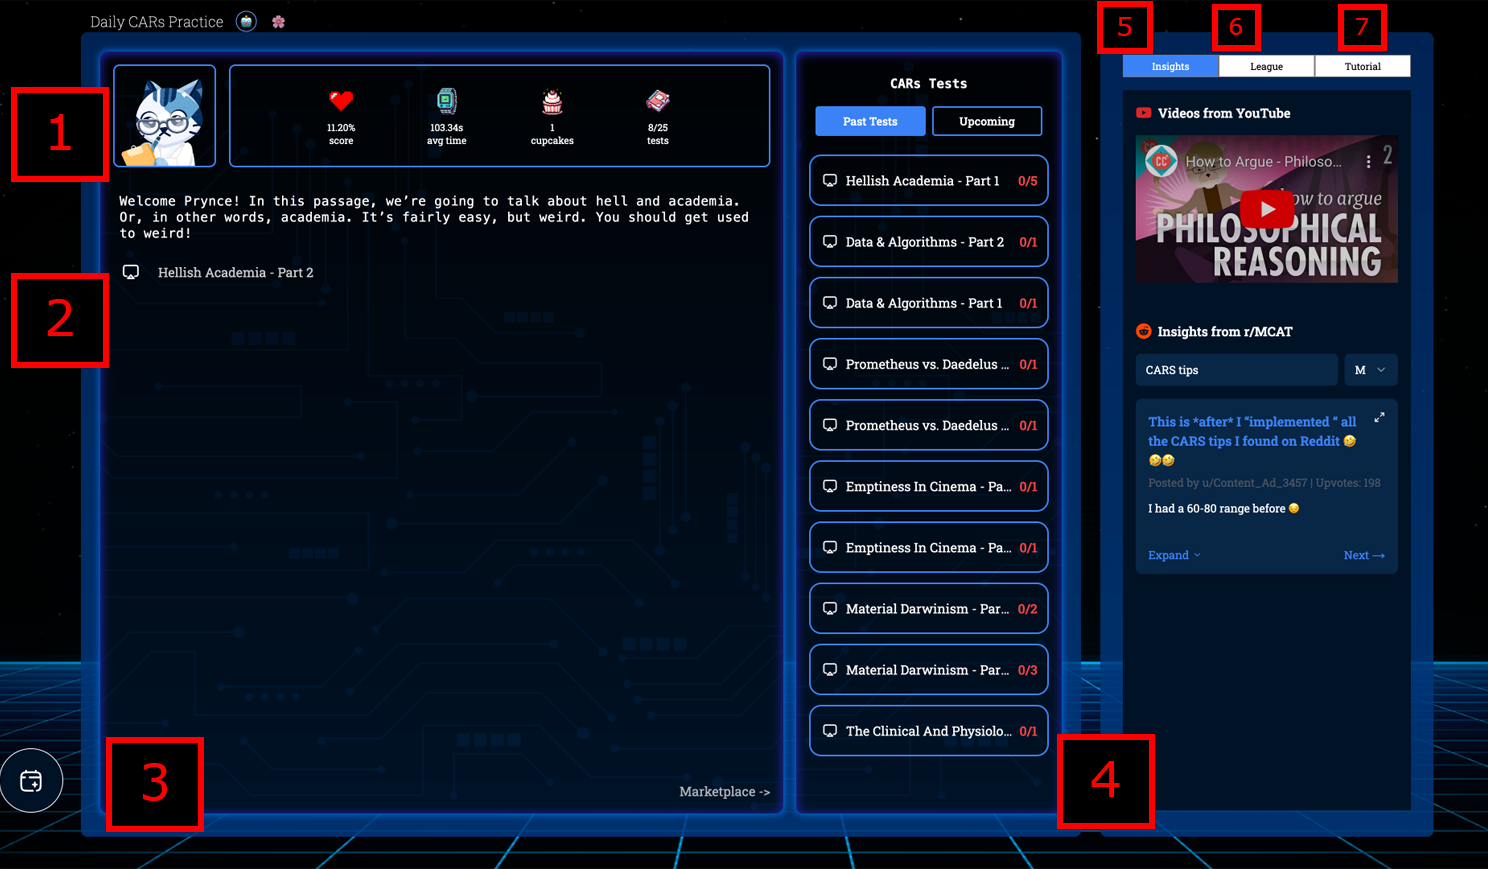 Daily CARs Practice
1
11.20%
score
103.34s
avg time
1
cupcakes
8/25
tests
Welcome Prynce! In this passage, we're going to talk about hell and academia.
Or, in other words, academia. It's fairly easy, but weird. You should get used
to weird!
2
Hellish Academia - Part 2
3
Marketplace ->
CARs Tests
Past Tests
Upcoming
Hellish Academia - Part 1 0/5
Data & Algorithms - Part 2 0/1
Data & Algorithms - Part 1 0/1
Prometheus vs. Daedelus ... 0/1
Prometheus vs. Daedelus ... 0/1
Emptiness In Cinema - Pa... 0/1
Emptiness In Cinema - Pa... 0/1
Material Darwinism - Par... 0/2
Material Darwinism - Par... 0/3
The Clinical And Physiolo... 0/1
4
5
6
7
Insights
League
Tutorial
Videos from YouTube
CC
How to Argue - Philoso...
2
how to argue
PHILOSOPHICAL
REASONING
Insights from r/MCAT
CARS tips
M
This is *after* I “implemented “ all
the CARS tips I found on Reddit 🤣
🤣🤣
Posted by u/Content_Ad_3457 | Upvotes: 198
I had a 60-80 range before 😔
Expand
Next →